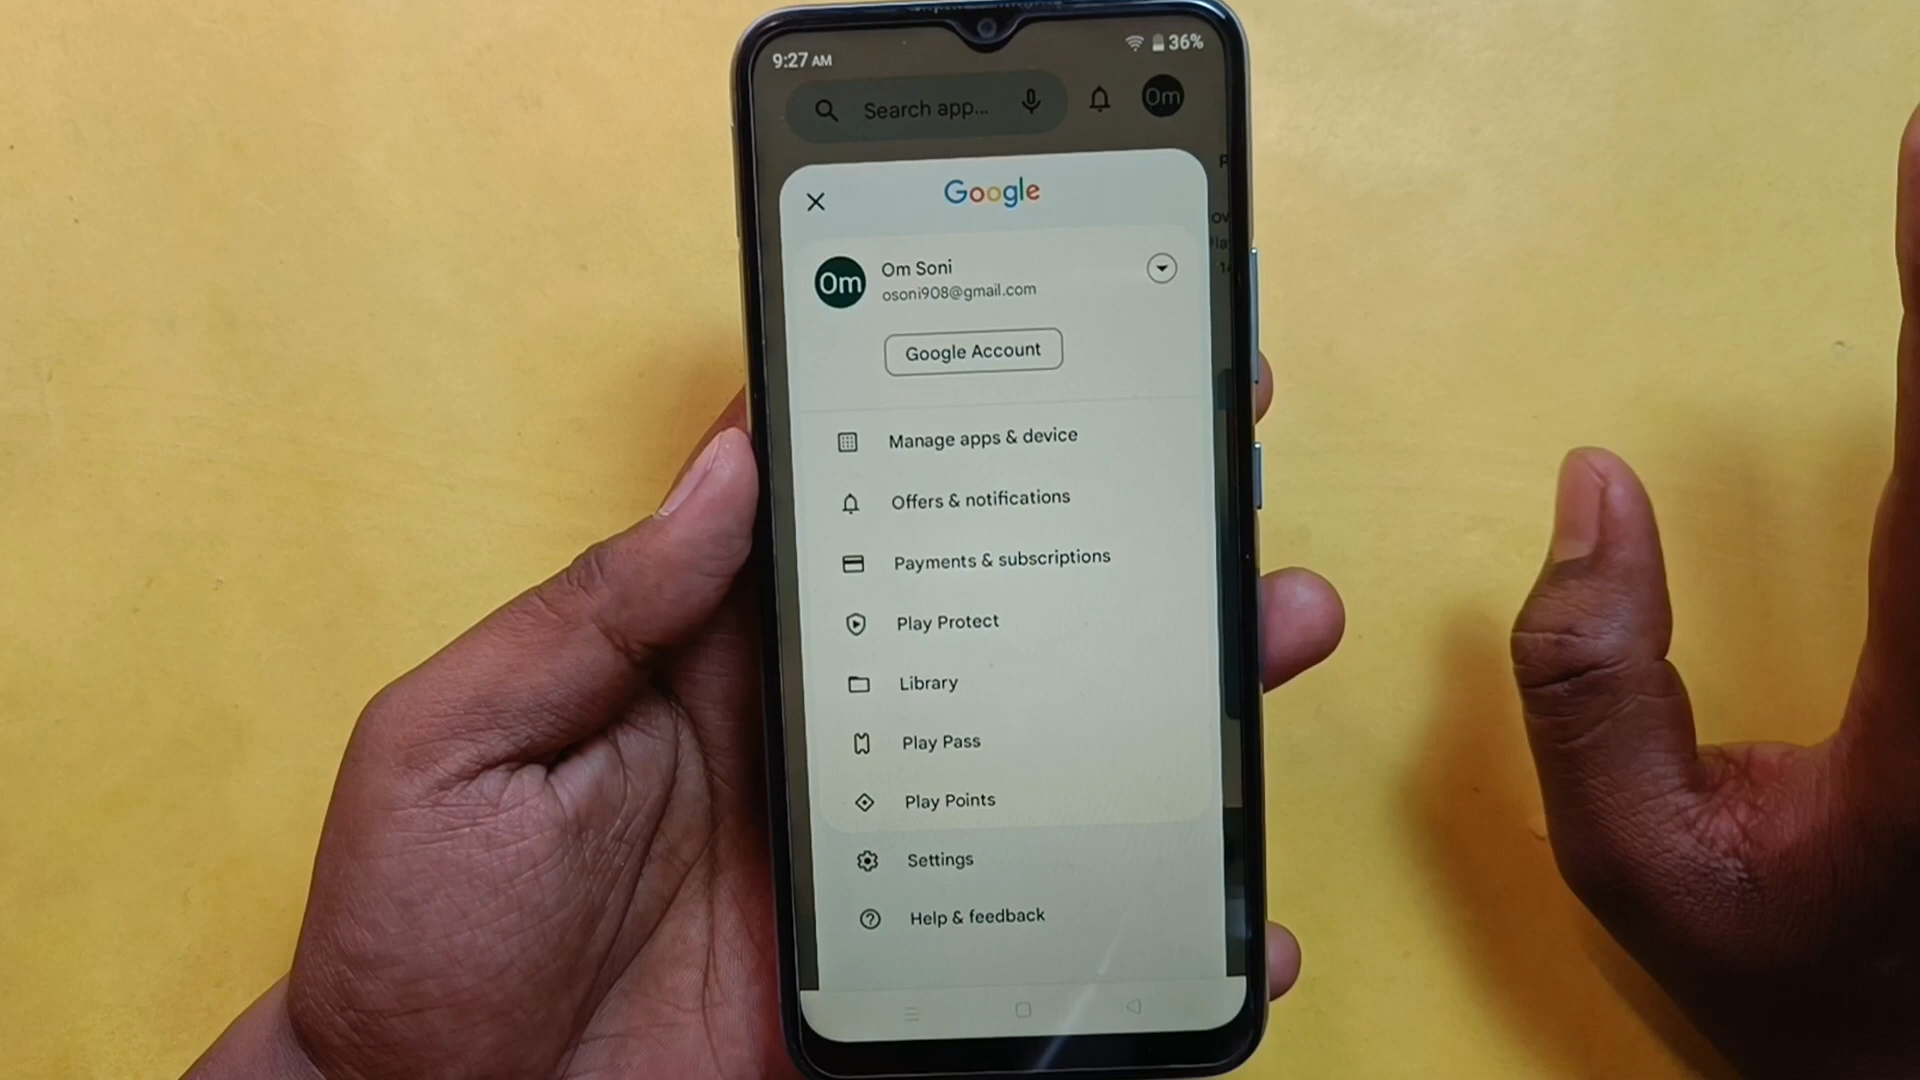 9:27 AM
36%
Search app...
Om
Google
Om
Om Soni
osoni908@gmail.com
Google Account
Manage apps & device
Offers & notifications
Payments & subscriptions
Play Protect
Library
Play Pass
Play Points
Settings
Help & feedback